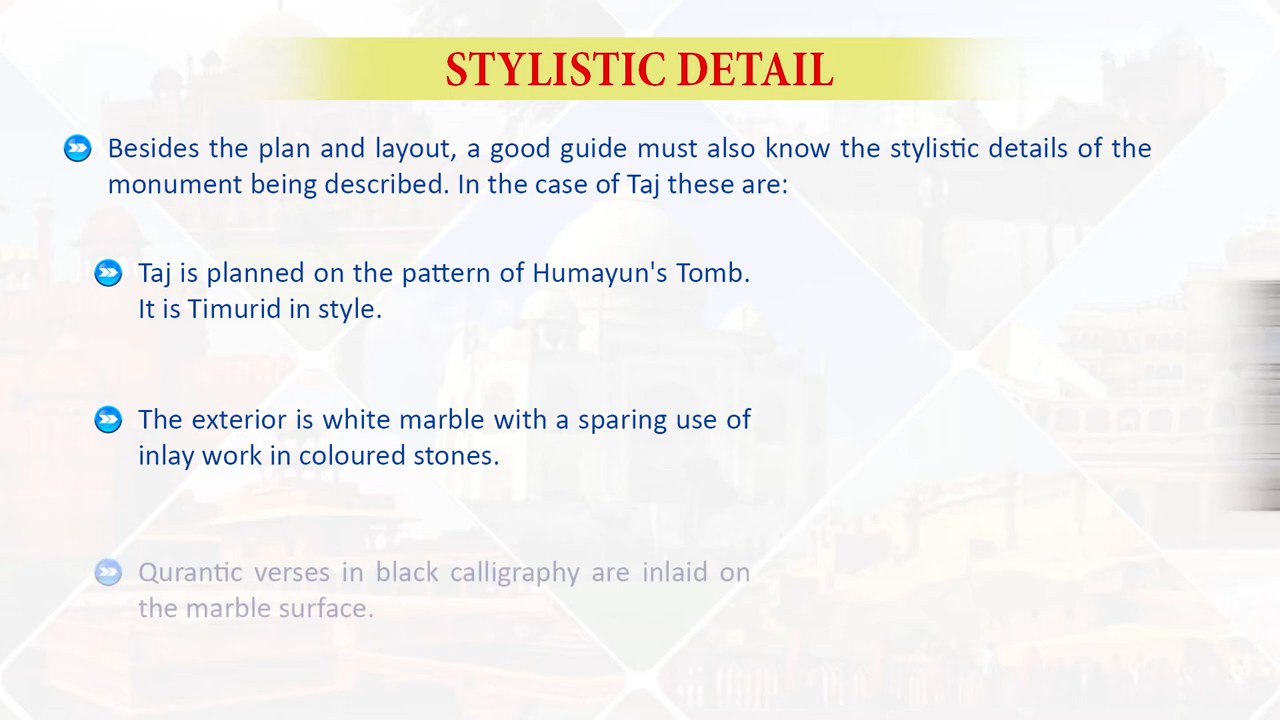 STYLISTIC DETAIL
Besides the plan and layout, a good guide must also know the stylistic details of the
monument being described. In the case of Taj these are:
Taj is planned on the pattern of Humayun's Tomb.
It is Timurid in style.
The exterior is white marble with a sparing use of
inlay work in coloured stones.
Qurantic verses in black calligraphy are inlaid on
the marble surface.